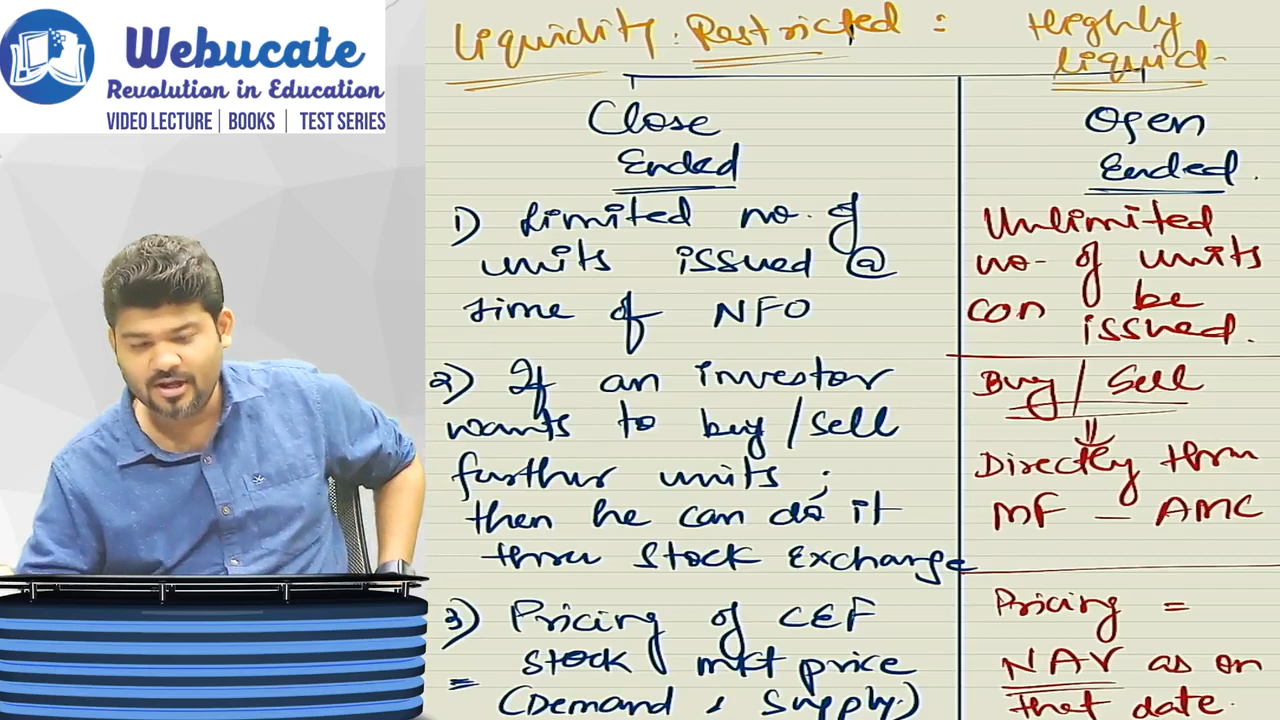 Webucate
Revolution in Education
VIDEO LECTURE | BOOKS | TEST SERIES
Liquidity : Restricted : Highly
Liquid.
Close
Ended
1) Limited no. of
units issued @
time of NFO
2) If an investor
wants to buy / sell
further units ;
then he can do it
thru Stock Exchange
3) Pricing of CEF
= Stock mkt price
(Demand & Supply.)
Open
Ended.
Unlimited
no. of units
can be
issued.
Buy / Sell
⇓
Directly thru
MF – AMC
Pricing =
NAV as on
that date.